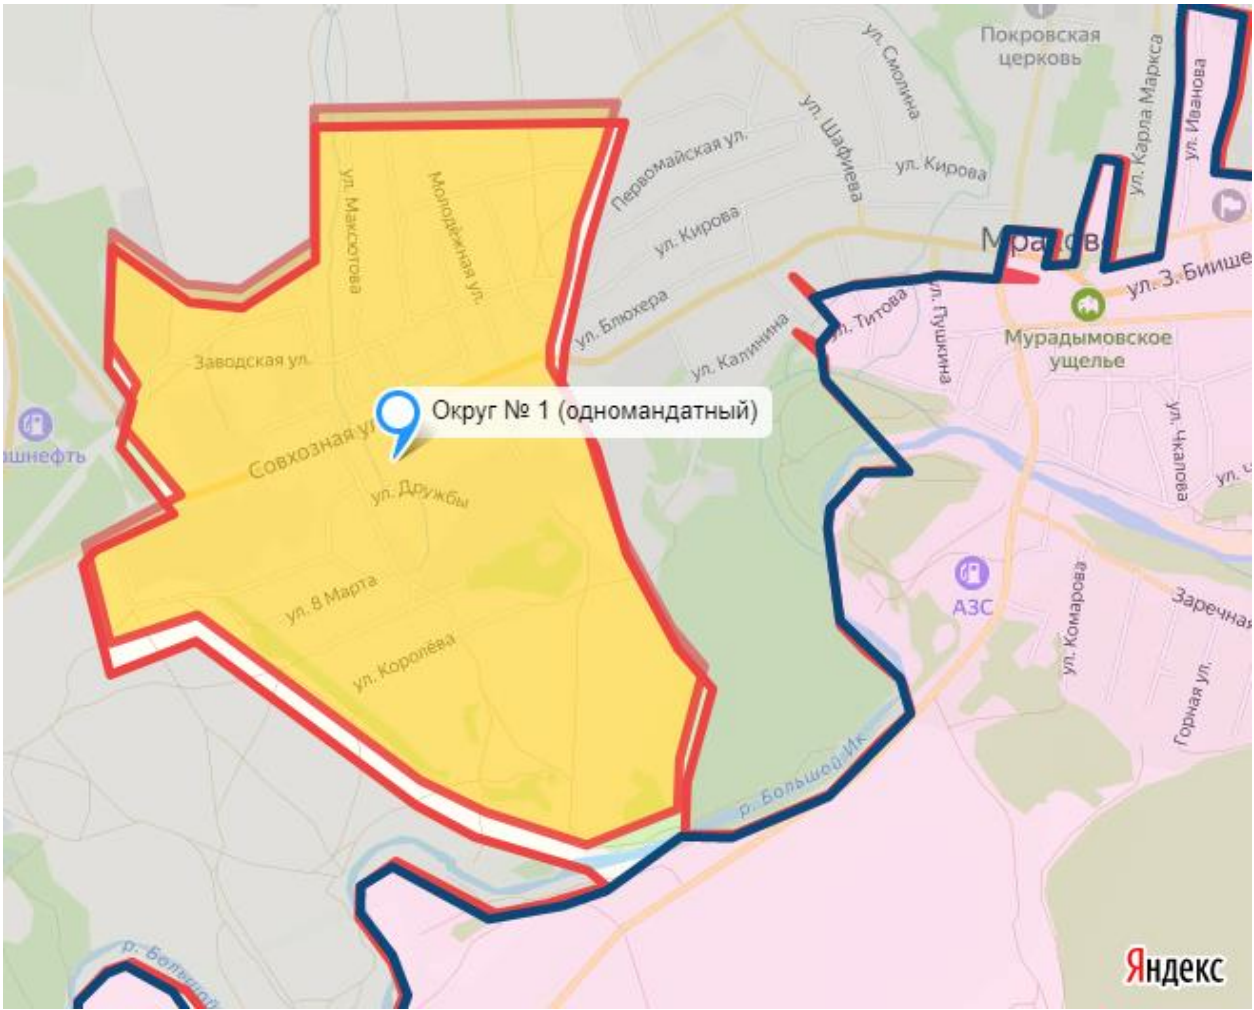 Покровская
церковь
ул. Смолина
ул. Карла Маркса
ул. Иванова
ул. Шафиева
Первомайская ул.
ул. Кирова
ул. Максютова
Молодёжная ул.
ул. Кирова
ул. З. Биише
ул. Блюхера
ул. Титова
ул. Пушкина
Мурадымовское
ущелье
ул. Калинина
Заводская ул.
Округ № 1 (одномандатный)
ул. Чкалова
Совхозная
ошнефть
ул. Дружбы
АЗС
ул. 8 Марта
ул. Комарова
Заречная
ул. Королёва
Горная ул.
р. Большой Ик
р. Большой
Яндекс